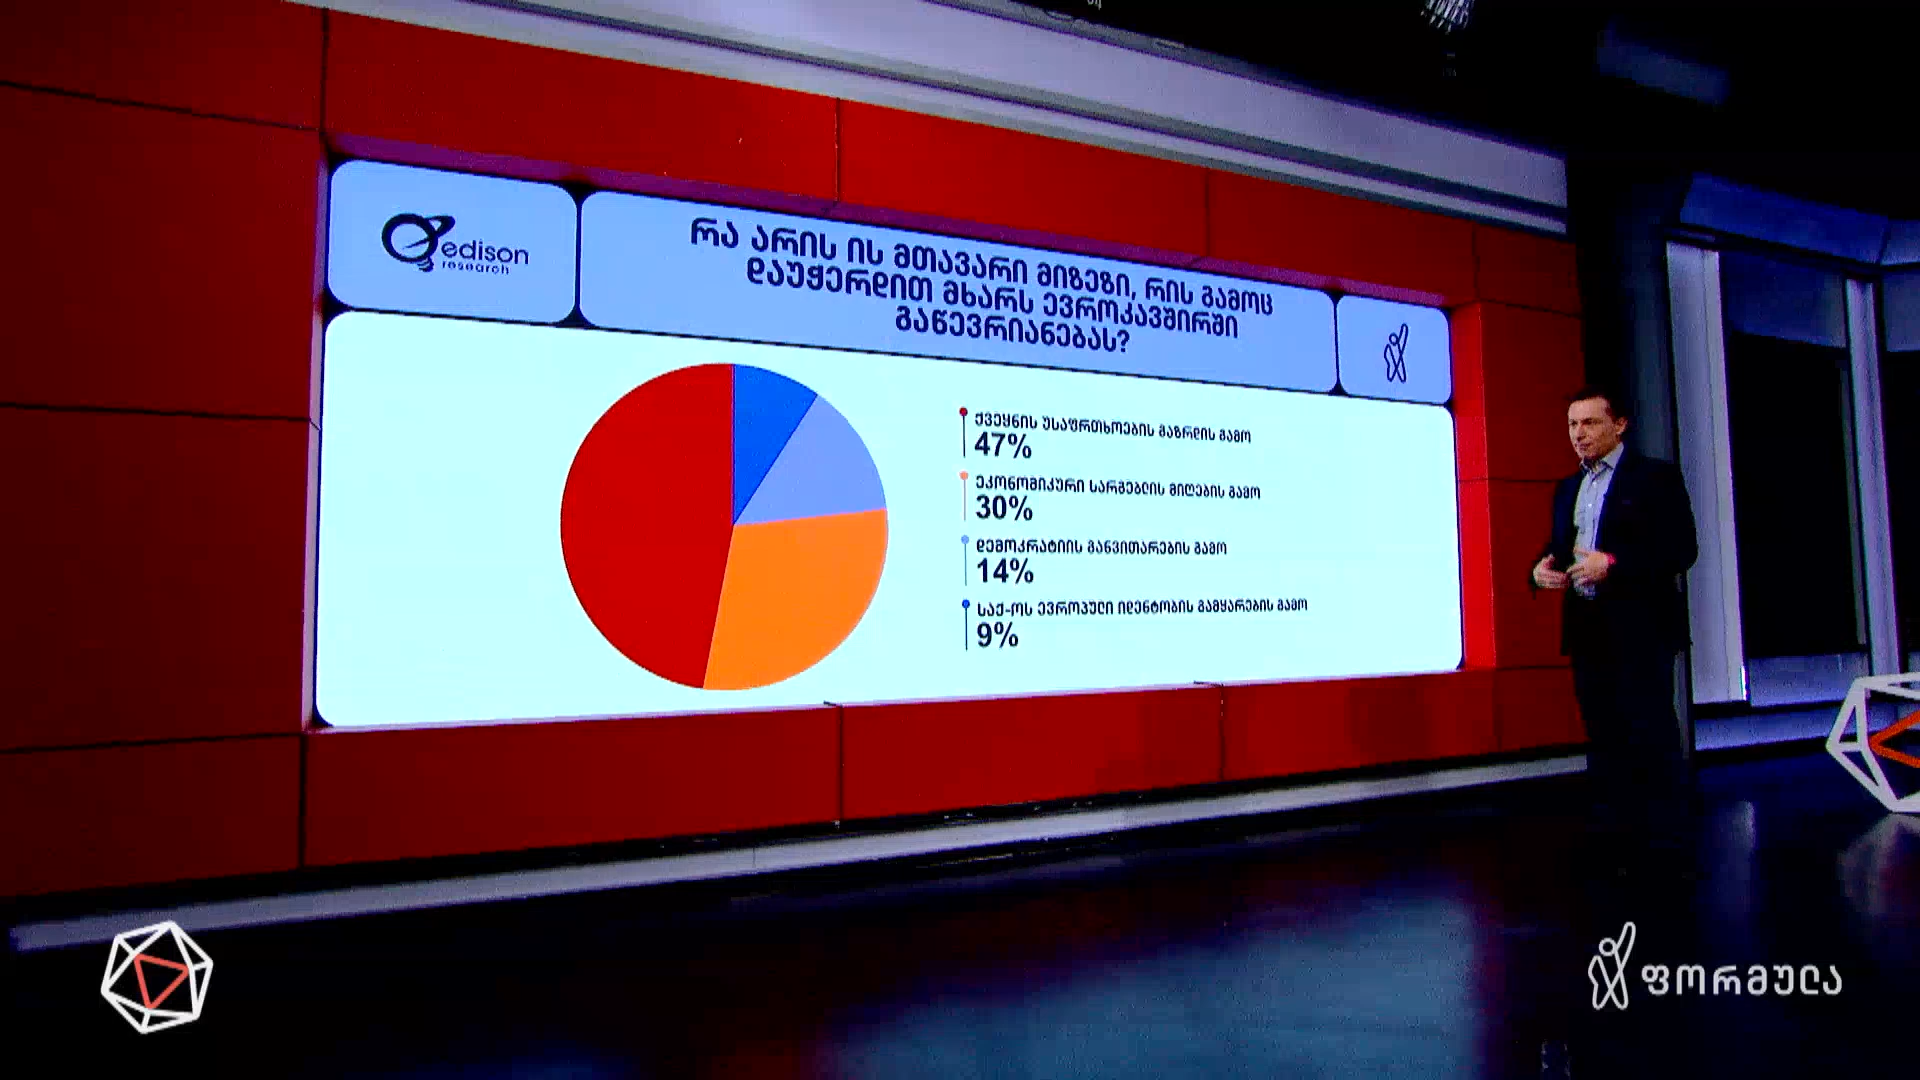 edison
research
რა არის ის მთავარი მიზეზი, რის გამოც
დაუჭერდით მხარს ევროკავშირში
გაწევრიანებას?
ქვეყნის უსაფრთხოების გაზრდის გამო
47%
ეკონომიკური სარგებლის მიღების გამო
30%
დემოკრატიის განვითარების გამო
14%
საქ-ოს ევროპული იდენტობის გამყარების გამო
9%
ფორმულა